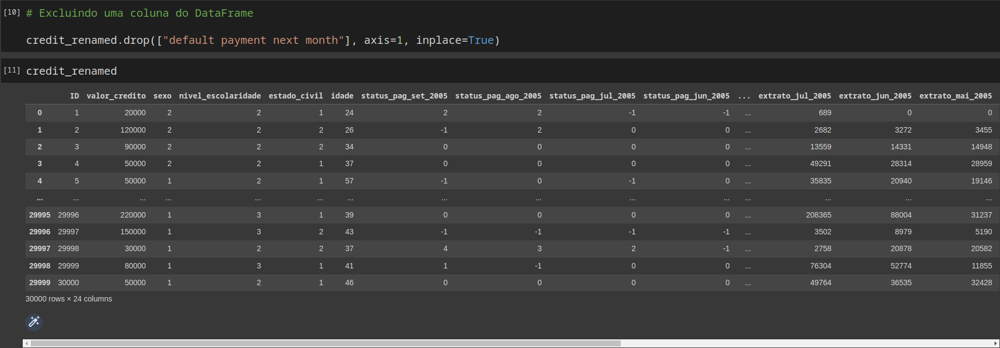 [10] # Excluindo uma coluna do DataFrame
credit_renamed.drop(["default payment next month"], axis=1, inplace=True)
[11] credit_renamed
ID valor_credito sexo nivel_escolaridade estado_civil idade status_pag_set_2005 status_pag_ago_2005 status_pag_jul_2005 status_pag_jun_2005 ... extrato_jul_2005 extrato_jun_2005 extrato_mai_2005
0 1 20000 2 2 1 24 2 2 -1 -1 ... 689 0 0
1 2 120000 2 2 2 26 -1 2 0 0 ... 2682 3272 3455
2 3 90000 2 2 2 34 0 0 0 0 ... 13559 14331 14948
3 4 50000 2 2 1 37 0 0 0 0 ... 49291 28314 28959
4 5 50000 1 2 1 57 -1 0 -1 0 ... 35835 20940 19146
... ... ... ... ... ... ... ... ... ... ... ... ... ... ...
29995 29996 220000 1 3 1 39 0 0 0 0 ... 208365 88004 31237
29996 29997 150000 1 3 2 43 -1 -1 -1 -1 ... 3502 8979 5190
29997 29998 30000 1 2 2 37 4 3 2 -1 ... 2758 20878 20582
29998 29999 80000 1 3 1 41 1 -1 0 0 ... 76304 52774 11855
29999 30000 50000 1 2 1 46 0 0 0 0 ... 49764 36535 32428
30000 rows × 24 columns